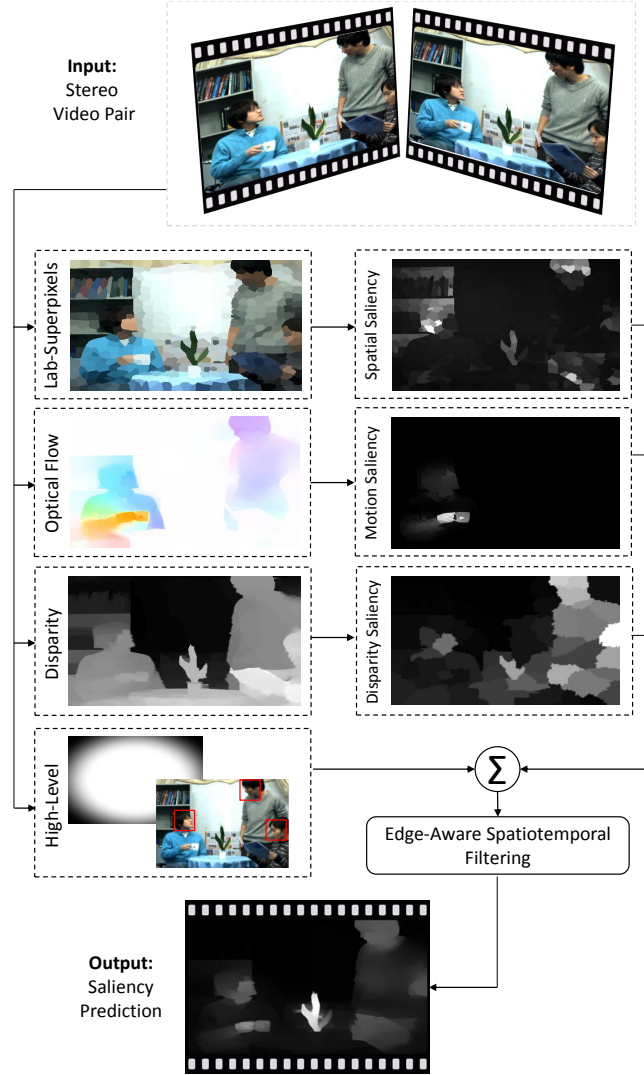 Input:
Stereo
Video Pair
Lab-Superpixels
Spatial Saliency
Optical Flow
Motion Saliency
Disparity
Disparity Saliency
High-Level
Σ
Edge-Aware Spatiotemporal
Filtering
Output:
Saliency
Prediction